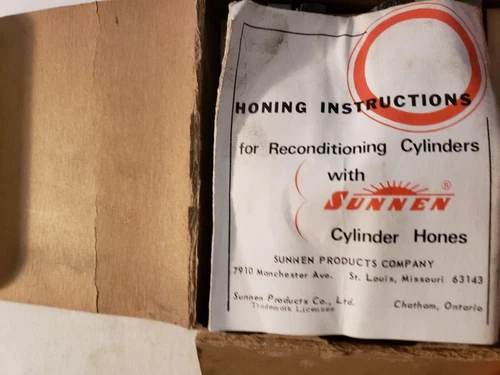 HONING INSTRUCTIONS
for Reconditioning Cylinders
with
SUNNEN®
Cylinder Hones
SUNNEN PRODUCTS COMPANY
7910 Manchester Ave. St. Louis, Missouri 63143
Sunnen Products Co., Ltd. Chatham, Ontario
Trademark Licensee